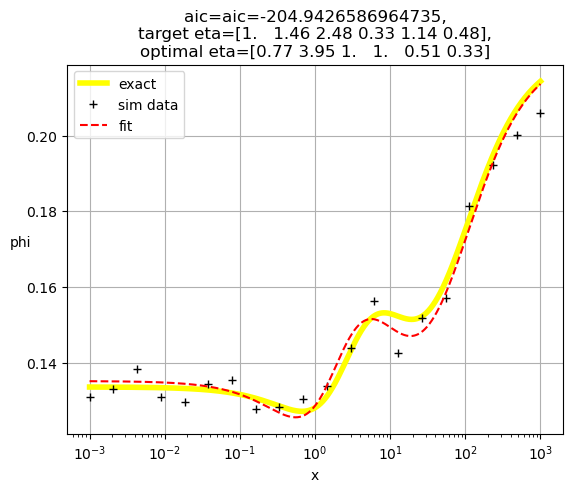 aic=aic=-204.9426586964735,
target eta=[1.   1.46 2.48 0.33 1.14 0.48],
optimal eta=[0.77 3.95 1.   1.   0.51 0.33]
exact
sim data
fit
0.20
0.18
phi
0.16
0.14
10⁻³ 10⁻² 10⁻¹ 10⁰ 10¹ 10² 10³
x